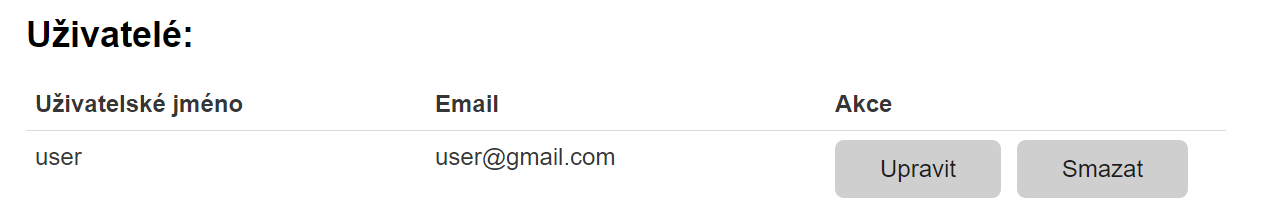 Uživatelé:
Uživatelské jméno Email Akce
user user@gmail.com Upravit Smazat